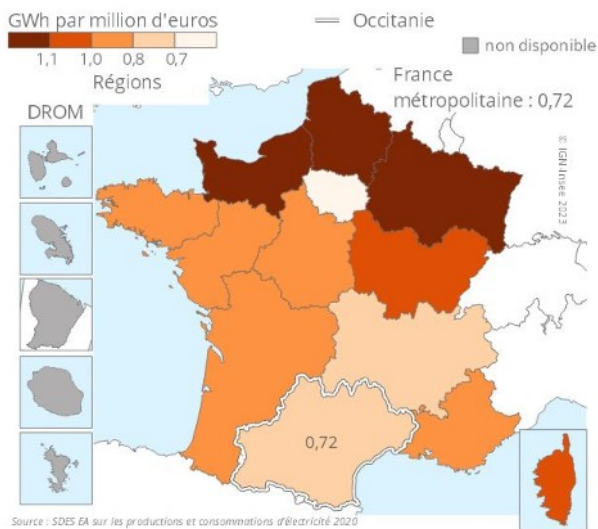 GWh par million d'euros
1,1 1,0 0,8 0,7
Régions
Occitanie
non disponible
France
métropolitaine : 0,72
DROM
© IGN-Insee 2023
0,72
Source : SDES EA sur les productions et consommations d'électricité 2020